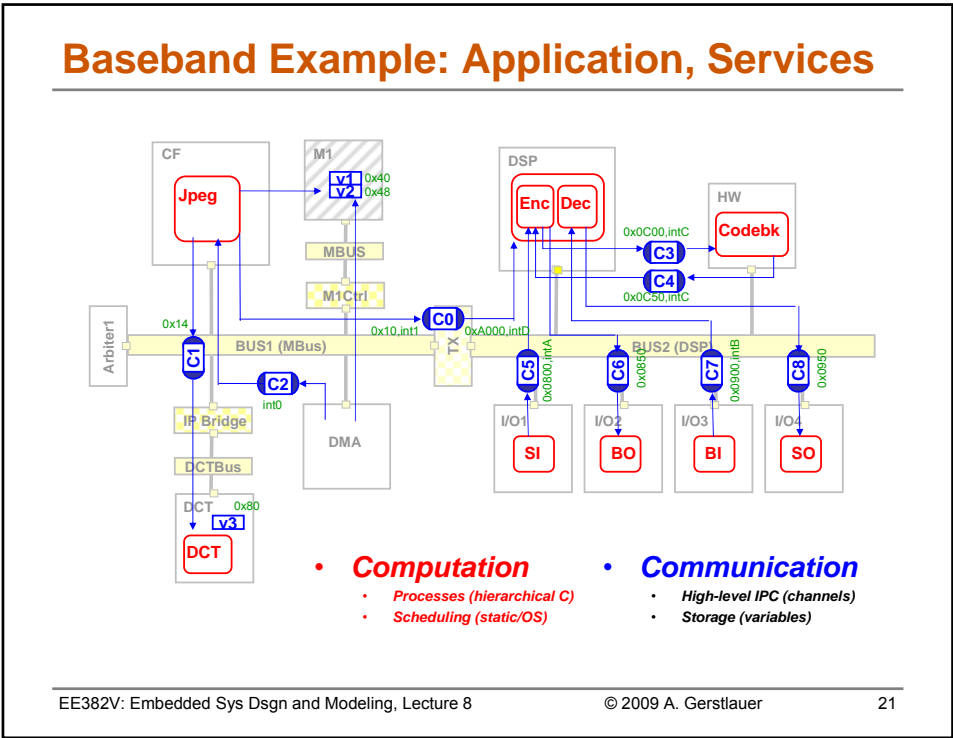 Baseband Example: Application, Services
CF
Jpeg
M1
v1 0x40
v2 0x48
DSP
Enc Dec
HW
Codebk
0x0C00,intC
C3
C4
0x0C50,intC
MBUS
M1Ctrl
Arbiter1
0x14
C1
BUS1 (MBus)
C0
0x10,int1
0xA000,intD
TX
BUS2 (DSP)
C5
0x0800,intA
C6
0x0850
C7
0x0900,intB
C8
0x0950
C2
int0
IP Bridge
DMA
DCTBus
I/O1
SI
I/O2
BO
I/O3
BI
I/O4
SO
DCT 0x80
v3
DCT
• Computation
• Processes (hierarchical C)
• Scheduling (static/OS)
• Communication
• High-level IPC (channels)
• Storage (variables)
EE382V: Embedded Sys Dsgn and Modeling, Lecture 8 © 2009 A. Gerstlauer 21